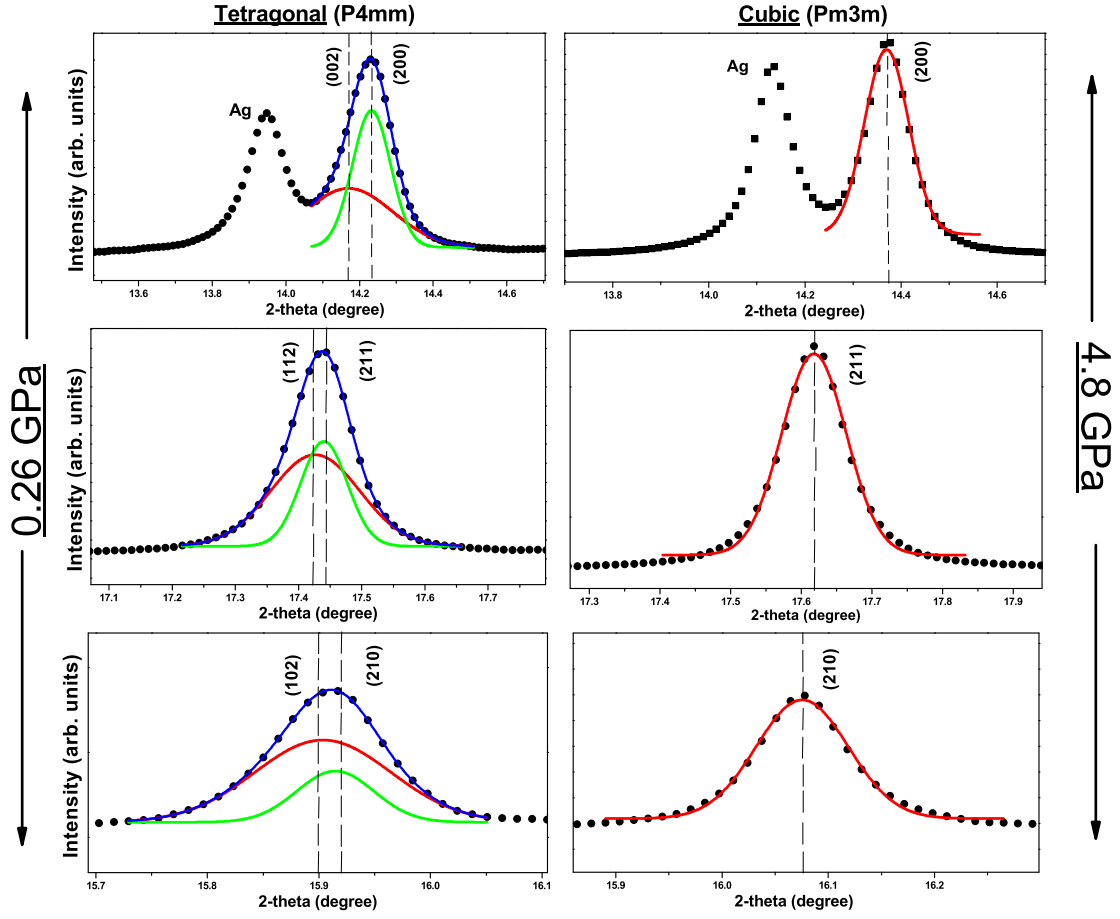 Tetragonal (P4mm)
Cubic (Pm3m)
0.26 GPa
4.8 GPa
Intensity (arb. units)
Ag
(002)
(200)
13.6 13.8 14.0 14.2 14.4 14.6
2-theta (degree)
Ag
(200)
13.8 14.0 14.2 14.4 14.6
2-theta (degree)
Intensity (arb. units)
(112)
(211)
17.1 17.2 17.3 17.4 17.5 17.6 17.7
2-theta (degree)
(211)
17.3 17.4 17.5 17.6 17.7 17.8 17.9
2-theta (degree)
Intensity (arb. units)
(102)
(210)
15.7 15.8 15.9 16.0 16.1
2-theta (degree)
(210)
15.9 16.0 16.1 16.2
2-theta (degree)